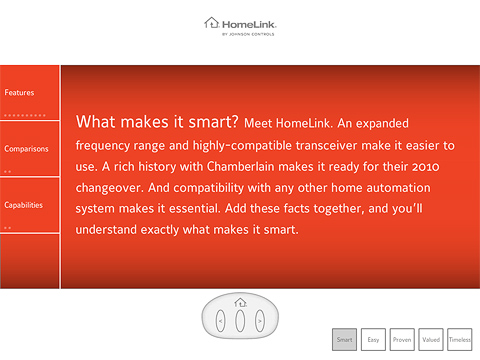 HomeLink
BY JOHNSON CONTROLS
Features
Comparisons
Capabilities
What makes it smart? Meet HomeLink. An expanded
frequency range and highly-compatible transceiver make it easier to
use. A rich history with Chamberlain makes it ready for their 2010
changeover. And compatibility with any other home automation
system makes it essential. Add these facts together, and you'll
understand exactly what makes it smart.
< >
Smart
Easy
Proven
Valued
Timeless